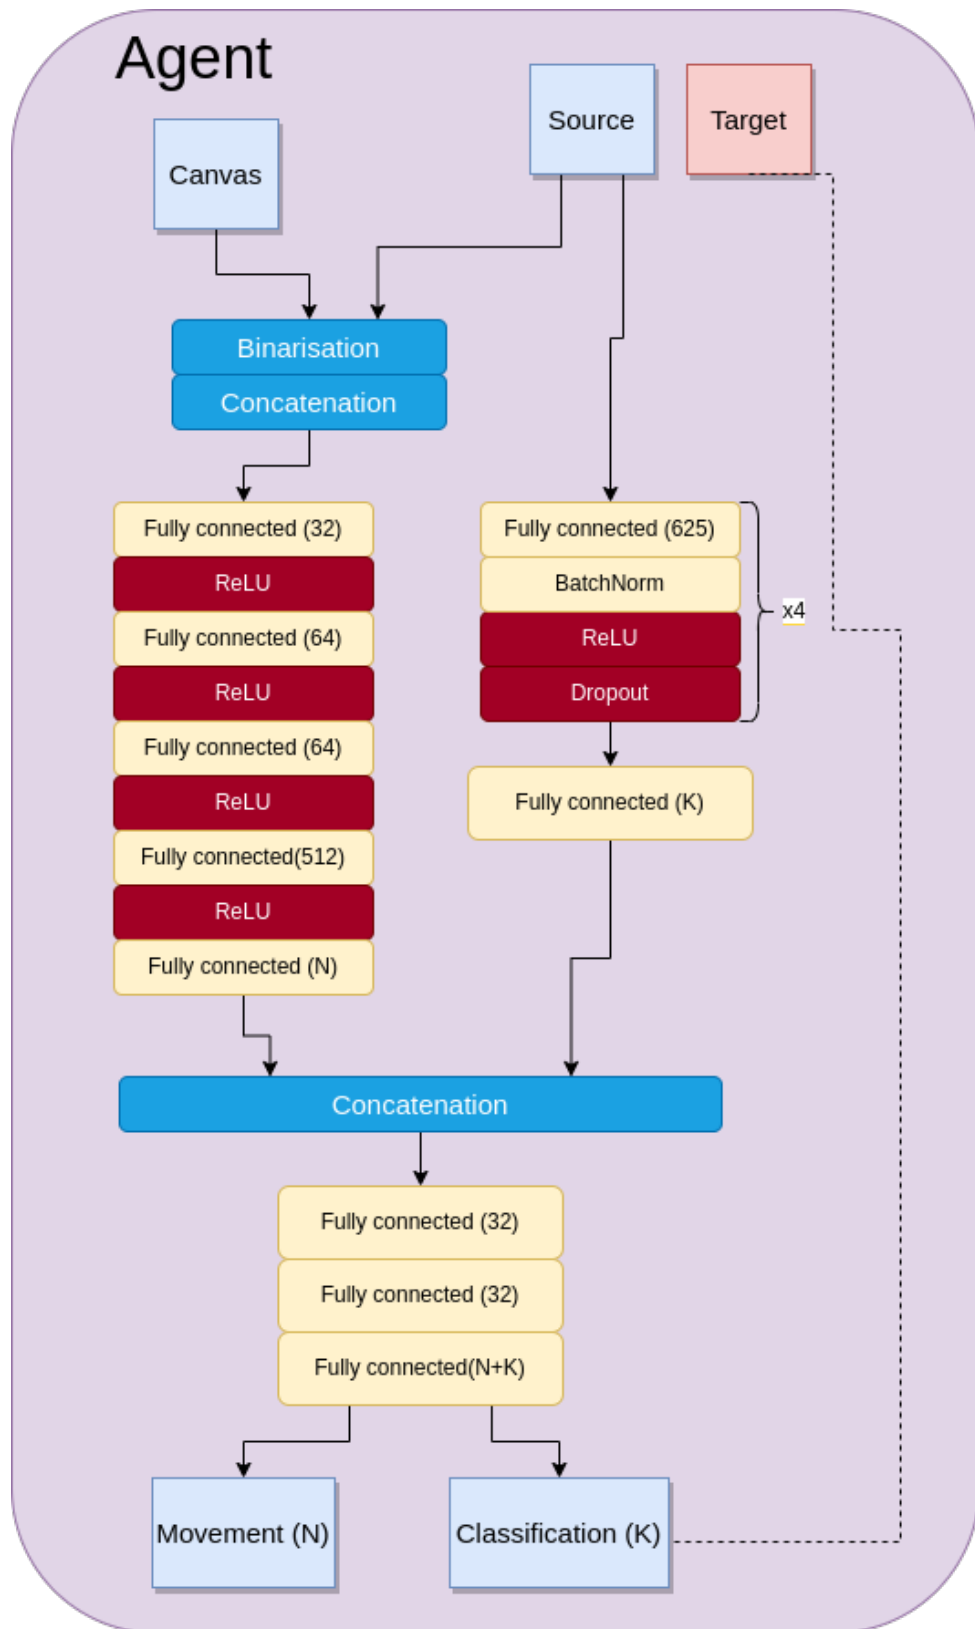 Agent
Source
Target
Canvas
Binarisation
Concatenation
Fully connected (32)
ReLU
Fully connected (64)
ReLU
Fully connected (64)
ReLU
Fully connected(512)
ReLU
Fully connected (N)
Fully connected (625)
BatchNorm
ReLU
Dropout
x4
Fully connected (K)
Concatenation
Fully connected (32)
Fully connected (32)
Fully connected(N+K)
Movement (N)
Classification (K)